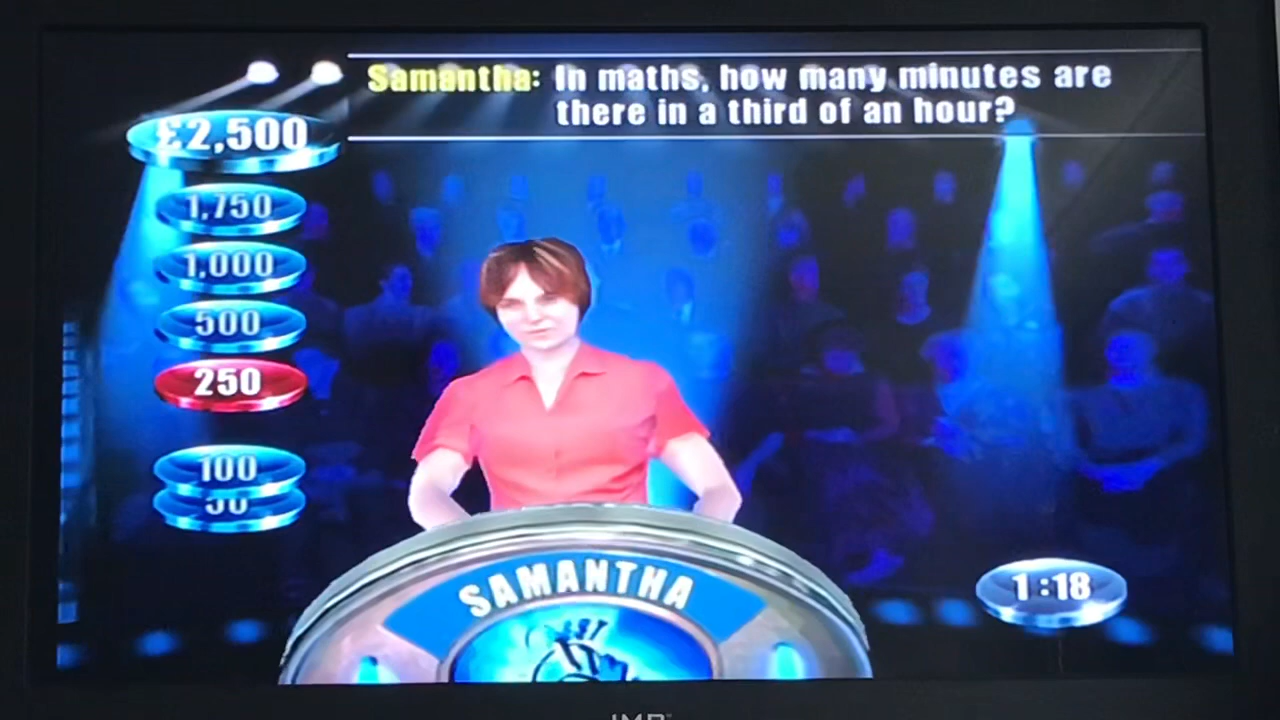 Samantha: In maths, how many minutes are
there in a third of an hour?
£2,500
1,750
1,000
500
250
100
50
SAMANTHA
1:18